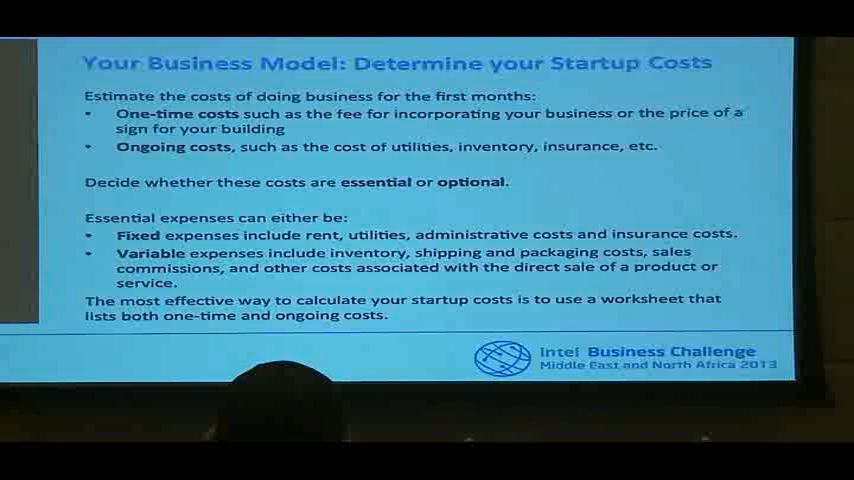 Your Business Model: Determine your Startup Costs
Estimate the costs of doing business for the first months:
• One-time costs such as the fee for incorporating your business or the price of a
sign for your building
• Ongoing costs, such as the cost of utilities, inventory, insurance, etc.
Decide whether these costs are essential or optional.
Essential expenses can either be:
• Fixed expenses include rent, utilities, administrative costs and insurance costs.
• Variable expenses include inventory, shipping and packaging costs, sales
commissions, and other costs associated with the direct sale of a product or
service.
The most effective way to calculate your startup costs is to use a worksheet that
lists both one-time and ongoing costs.
Intel Business Challenge
Middle East and North Africa 2013